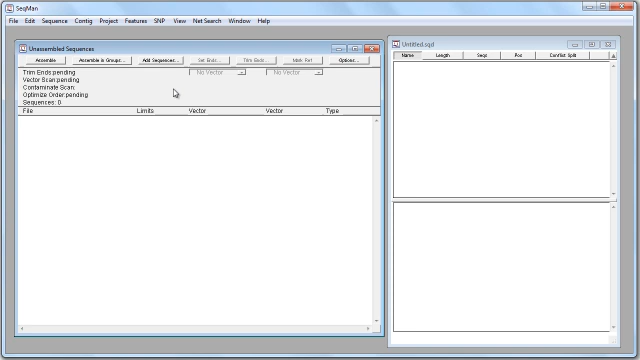 SeqMan
File Edit Sequence Contig Project Features SNP View Net Search Window Help
Unassembled Sequences
Assemble Assemble in Groups... Add Sequences... Set Ends... Trim Ends... Mark Ref Options...
Trim Ends:pending No Vector No Vector
Vector Scan:pending
Contaminate Scan:
Optimize Order:pending
Sequences: 0
File Limits Vector Vector Type
Untitled.sqd
Name Length Seqs Pos Conflict Split